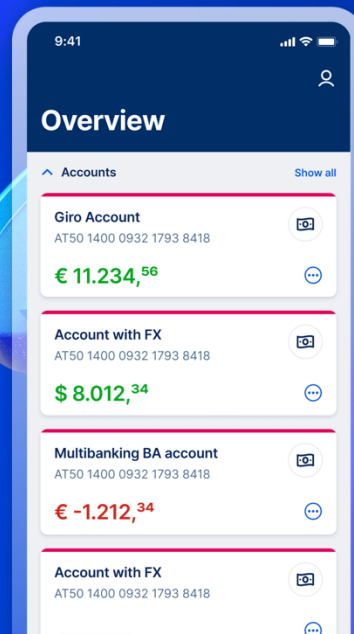 9:41
Overview
Accounts
Show all
Giro Account
AT50 1400 0932 1793 8418
€ 11.234,56
Account with FX
AT50 1400 0932 1793 8418
$ 8.012,34
Multibanking BA account
AT50 1400 0932 1793 8418
€ -1.212,34
Account with FX
AT50 1400 0932 1793 8418